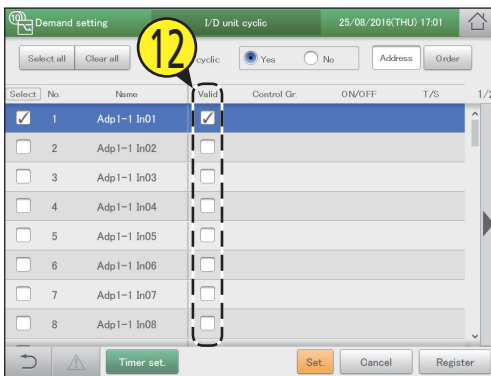 Demand setting I/D unit cyclic 25/08/2016(THU) 17:01
Select all Clear all 12 cyclic Yes No Address Order
Select No. Name Valid Control Gr. ON/OFF T/S 1/2
1 Adp1-1 In01
2 Adp1-1 In02
3 Adp1-1 In03
4 Adp1-1 In04
5 Adp1-1 In05
6 Adp1-1 In06
7 Adp1-1 In07
8 Adp1-1 In08
Timer set. Set. Cancel Register